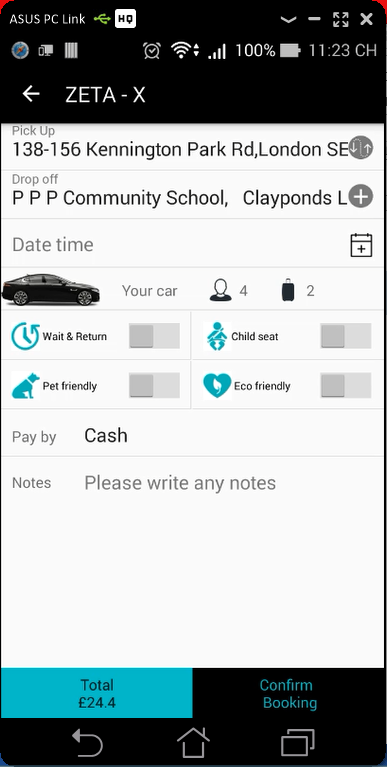 ASUS PC Link HQ
100% 11:23 CH
ZETA - X
Pick Up
138-156 Kennington Park Rd,London SE
Drop off
P P P Community School, Clayponds L
Date time
Your car 4 2
Wait & Return Child seat
Pet friendly Eco friendly
Pay by Cash
Notes Please write any notes
Total Confirm
£24.4 Booking